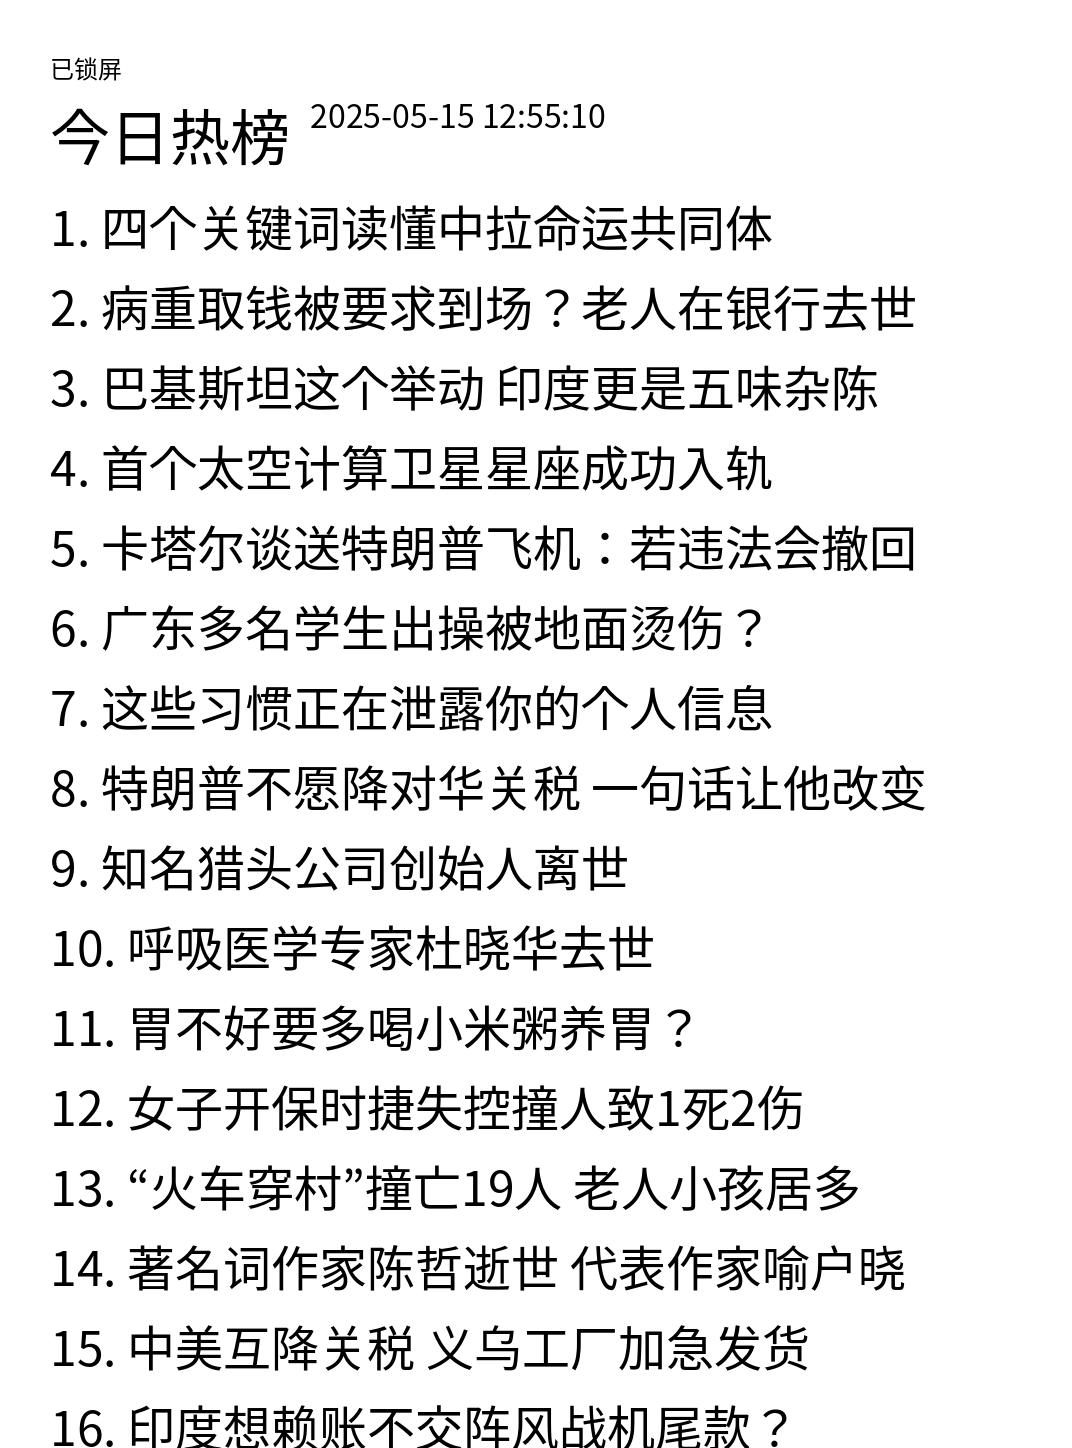 已锁屏
今日热榜 2025-05-15 12:55:10
1. 四个关键词读懂中拉命运共同体
2. 病重取钱被要求到场？老人在银行去世
3. 巴基斯坦这个举动 印度更是五味杂陈
4. 首个太空计算卫星星座成功入轨
5. 卡塔尔谈送特朗普飞机：若违法会撤回
6. 广东多名学生出操被地面烫伤？
7. 这些习惯正在泄露你的个人信息
8. 特朗普不愿降对华关税 一句话让他改变
9. 知名猎头公司创始人离世
10. 呼吸医学专家杜晓华去世
11. 胃不好要多喝小米粥养胃？
12. 女子开保时捷失控撞人致1死2伤
13. “火车穿村”撞亡19人 老人小孩居多
14. 著名词作家陈哲逝世 代表作家喻户晓
15. 中美互降关税 义乌工厂加急发货
16. 印度想赖账不交阵风战机尾款？